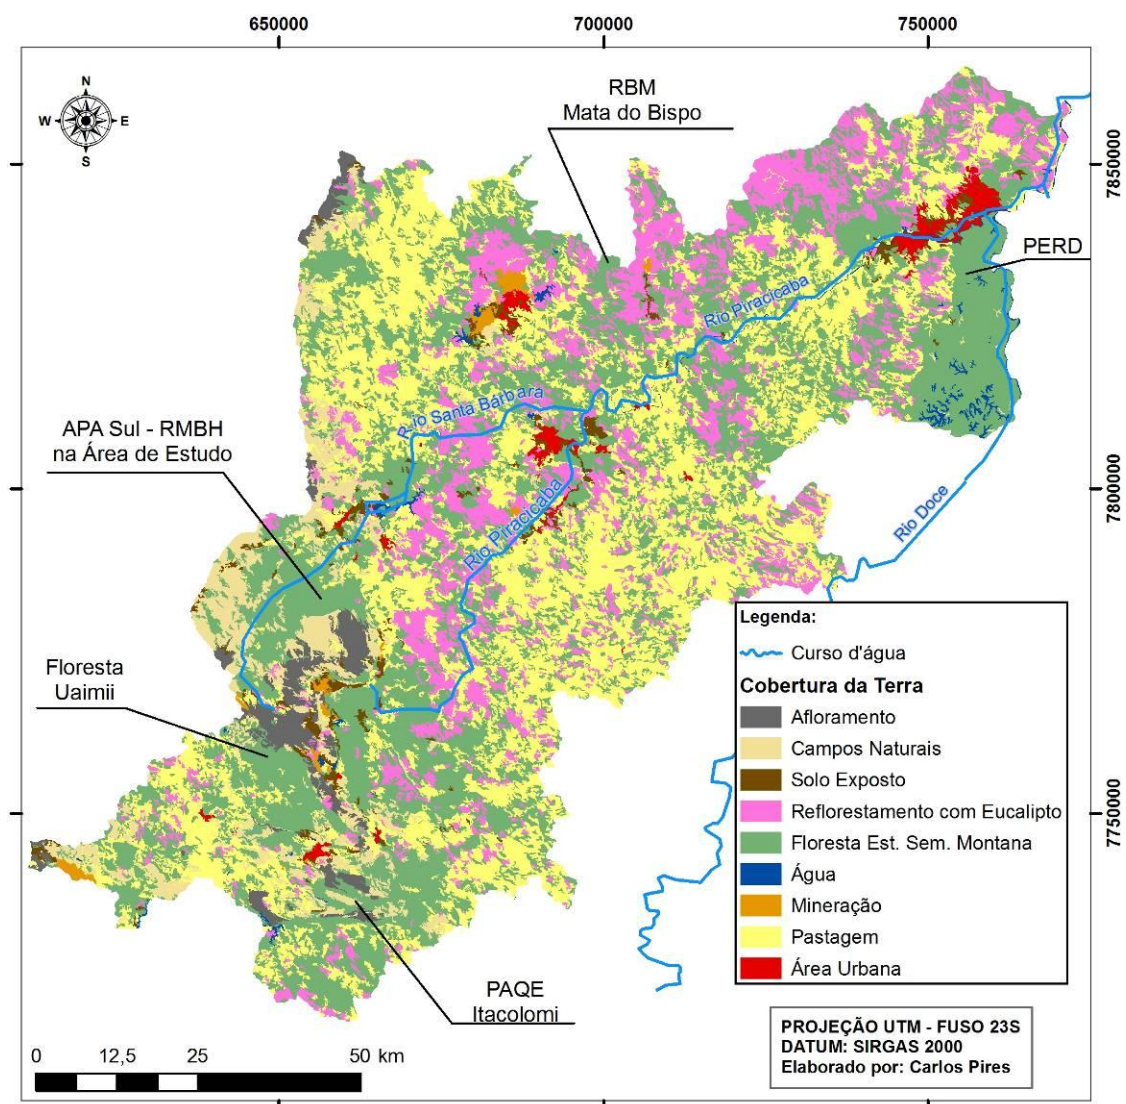 650000
700000
750000
N
W
E
S
RBM
Mata do Bispo
7850000
7850000
PERD
Rio Piracicaba
R. rio Santa Bárbara
APA Sul - RMBH
na Área de Estudo
7800000
7800000
Rio Piracicaba
Rio Doce
Floresta
Uaimii
Legenda:
Curso d'água
Cobertura da Terra
Afloramento
Campos Naturais
Solo Exposto
Reflorestamento com Eucalipto
Floresta Est. Sem. Montana
Água
Mineração
Pastagem
Área Urbana
7750000
7750000
PAQE
Itacolomi
PROJEÇÃO UTM - FUSO 23S
DATUM: SIRGAS 2000
Elaborado por: Carlos Pires
0 12,5 25 50 km